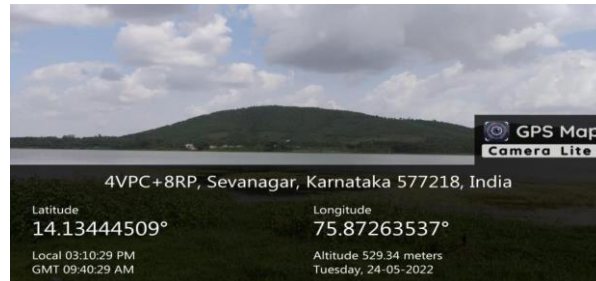 GPS Map
Camera Lite
4VPC+8RP, Sevanagar, Karnataka 577218, India
Latitude
14.13444509°
Longitude
75.87263537°
Local 03:10:29 PM
GMT 09:40:29 AM
Altitude 529.34 meters
Tuesday, 24-05-2022